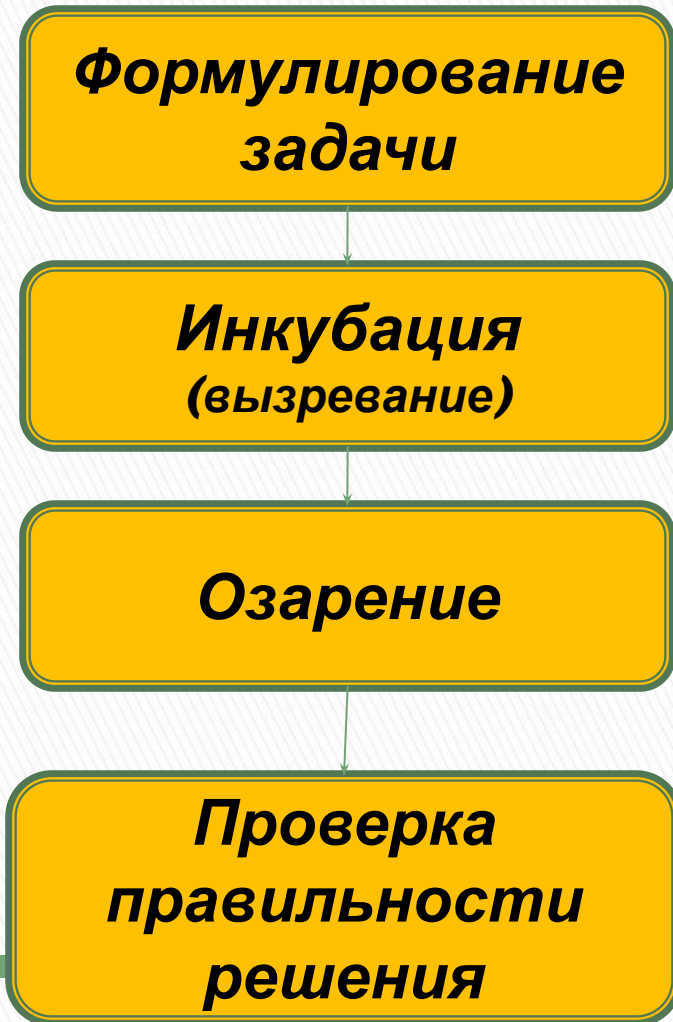 Формулирование
задачи
Инкубация
(вызревание)
Озарение
Проверка
правильности
решения